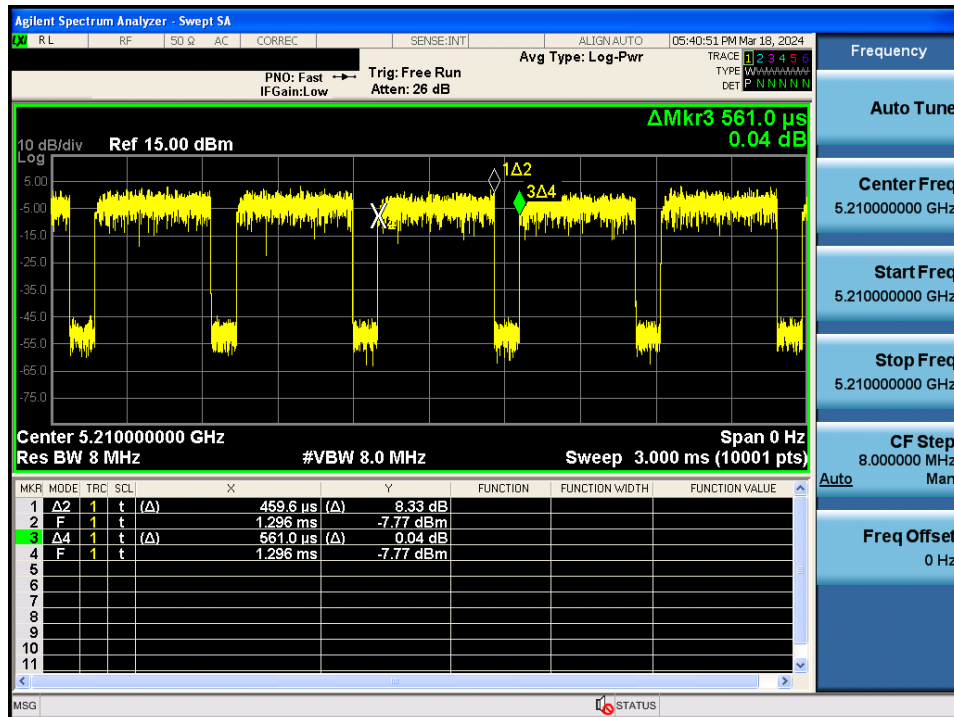 Agilent Spectrum Analyzer - Swept SA
LXI RL RF 50 Ω AC CORREC SENSE:INT ALIGN AUTO 05:40:51 PM Mar 18, 2024
Frequency
Avg Type: Log-Pwr
TRACE 1 2 3 4 5 6
PNO: Fast Trig: Free Run
TYPE WWWWWWW
IFGain:Low Atten: 26 dB
DET P N N N N N
Auto Tune
ΔMkr3 561.0 µs
0.04 dB
10 dB/div Ref 15.00 dBm
Log
1Δ2
3Δ4
5.00
-5.00
-15.0
-25.0
-35.0
-45.0
-55.0
-65.0
-75.0
Center Freq
5.210000000 GHz
Start Freq
5.210000000 GHz
Stop Freq
5.210000000 GHz
Center 5.210000000 GHz Span 0 Hz
Res BW 8 MHz #VBW 8.0 MHz Sweep 3.000 ms (10001 pts)
CF Step
8.000000 MHz
Auto Man
Freq Offset
0 Hz
MKR MODE TRC SCL X Y FUNCTION FUNCTION WIDTH FUNCTION VALUE
1 Δ2 1 t (Δ) 459.6 µs (Δ) 8.33 dB
2 F 1 t 1.296 ms -7.77 dBm
3 Δ4 1 t (Δ) 561.0 µs (Δ) 0.04 dB
4 F 1 t 1.296 ms -7.77 dBm
5
6
7
8
9
10
11
MSG STATUS